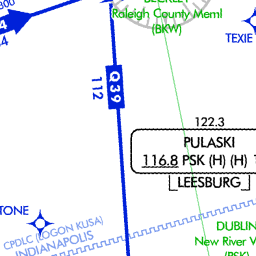 Raleigh County Meml
(BKW)
TEXIE
Q39
112
122.3
PULASKI
116.8 PSK (H) (H)
LEESBURG
TONE
CPDLC (LOGON KUSA)
INDIANAPOLIS
DUBLIN
New River V
(PSK)